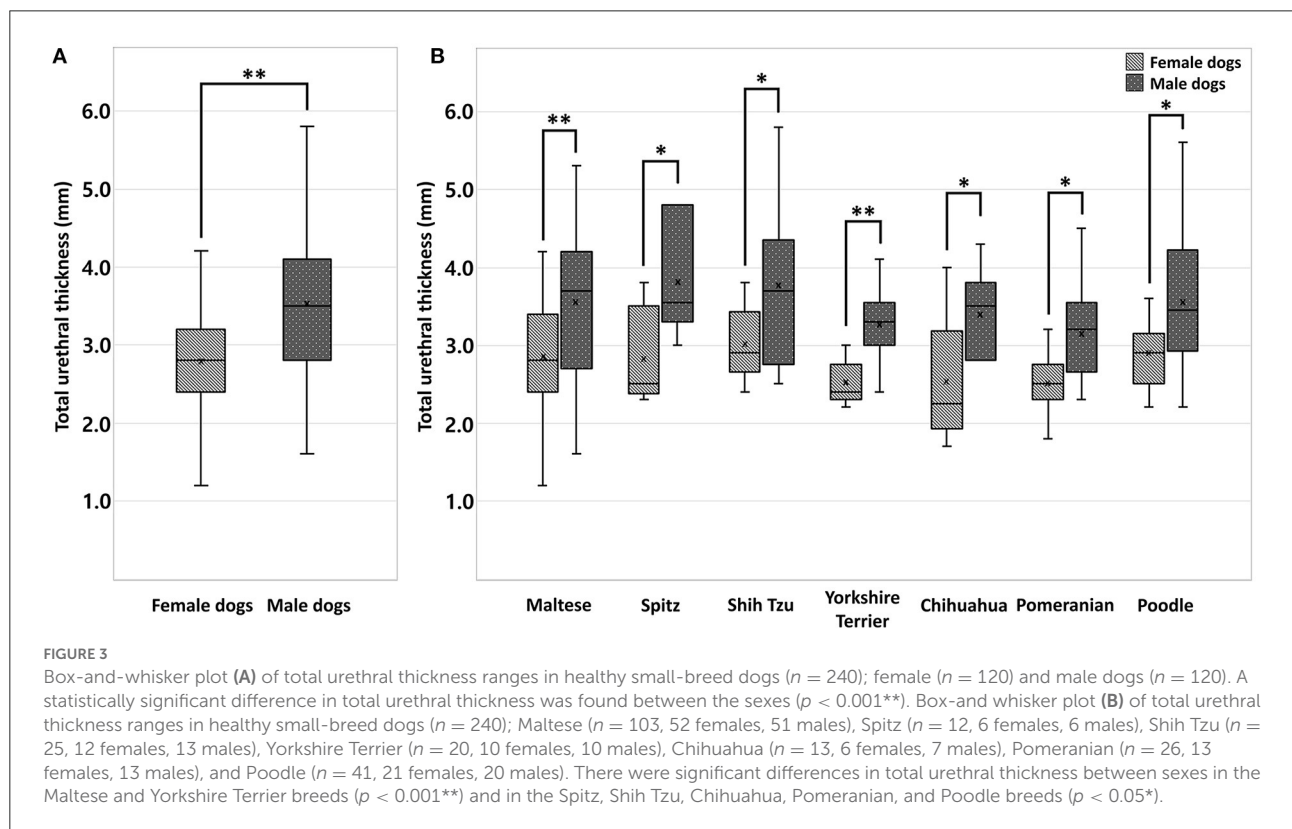 A
**
6.0
5.0
4.0
3.0
2.0
1.0
Total urethral thickness (mm)
Female dogs Male dogs
B
Female dogs
Male dogs
** * * ** * * *
6.0
5.0
4.0
3.0
2.0
1.0
Total urethral thickness (mm)
Maltese Spitz Shih Tzu Yorkshire Terrier Chihuahua Pomeranian Poodle
FIGURE 3
Box-and-whisker plot (A) of total urethral thickness ranges in healthy small-breed dogs (n = 240); female (n = 120) and male dogs (n = 120). A
statistically significant difference in total urethral thickness was found between the sexes (p < 0.001**). Box-and whisker plot (B) of total urethral
thickness ranges in healthy small-breed dogs (n = 240); Maltese (n = 103, 52 females, 51 males), Spitz (n = 12, 6 females, 6 males), Shih Tzu (n =
25, 12 females, 13 males), Yorkshire Terrier (n = 20, 10 females, 10 males), Chihuahua (n = 13, 6 females, 7 males), Pomeranian (n = 26, 13
females, 13 males), and Poodle (n = 41, 21 females, 20 males). There were significant differences in total urethral thickness between sexes in the
Maltese and Yorkshire Terrier breeds (p < 0.001**) and in the Spitz, Shih Tzu, Chihuahua, Pomeranian, and Poodle breeds (p < 0.05*).